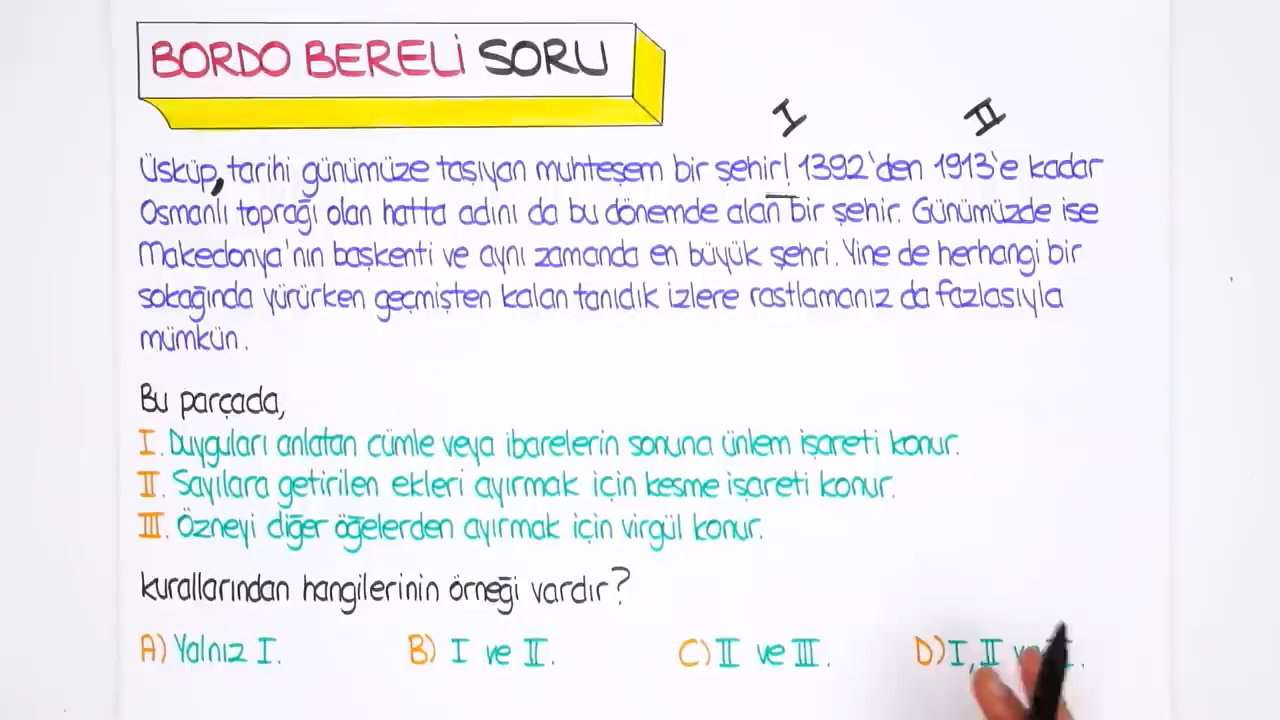 BORDO BERELİ SORU
I II
Üsküp, tarihi günümüze taşıyan muhteşem bir şehir! 1392'den 1913'e kadar
Osmanlı toprağı olan hatta adını da bu dönemde alan bir şehir. Günümüzde ise
Makedonya'nın başkenti ve aynı zamanda en büyük şehri. Yine de herhangi bir
sokağında yürürken geçmişten kalan tanıdık izlere rastlamanız da fazlasıyla
mümkün.
Bu parçada,
I. Duyguları anlatan cümle veya ibarelerin sonuna ünlem işareti konur.
II. Sayılara getirilen ekleri ayırmak için kesme işareti konur.
III. Özneyi diğer öğelerden ayırmak için virgül konur.
kurallarından hangilerinin örneği vardır?
A) Yalnız I. B) I ve II. C) II ve III. D) I, II